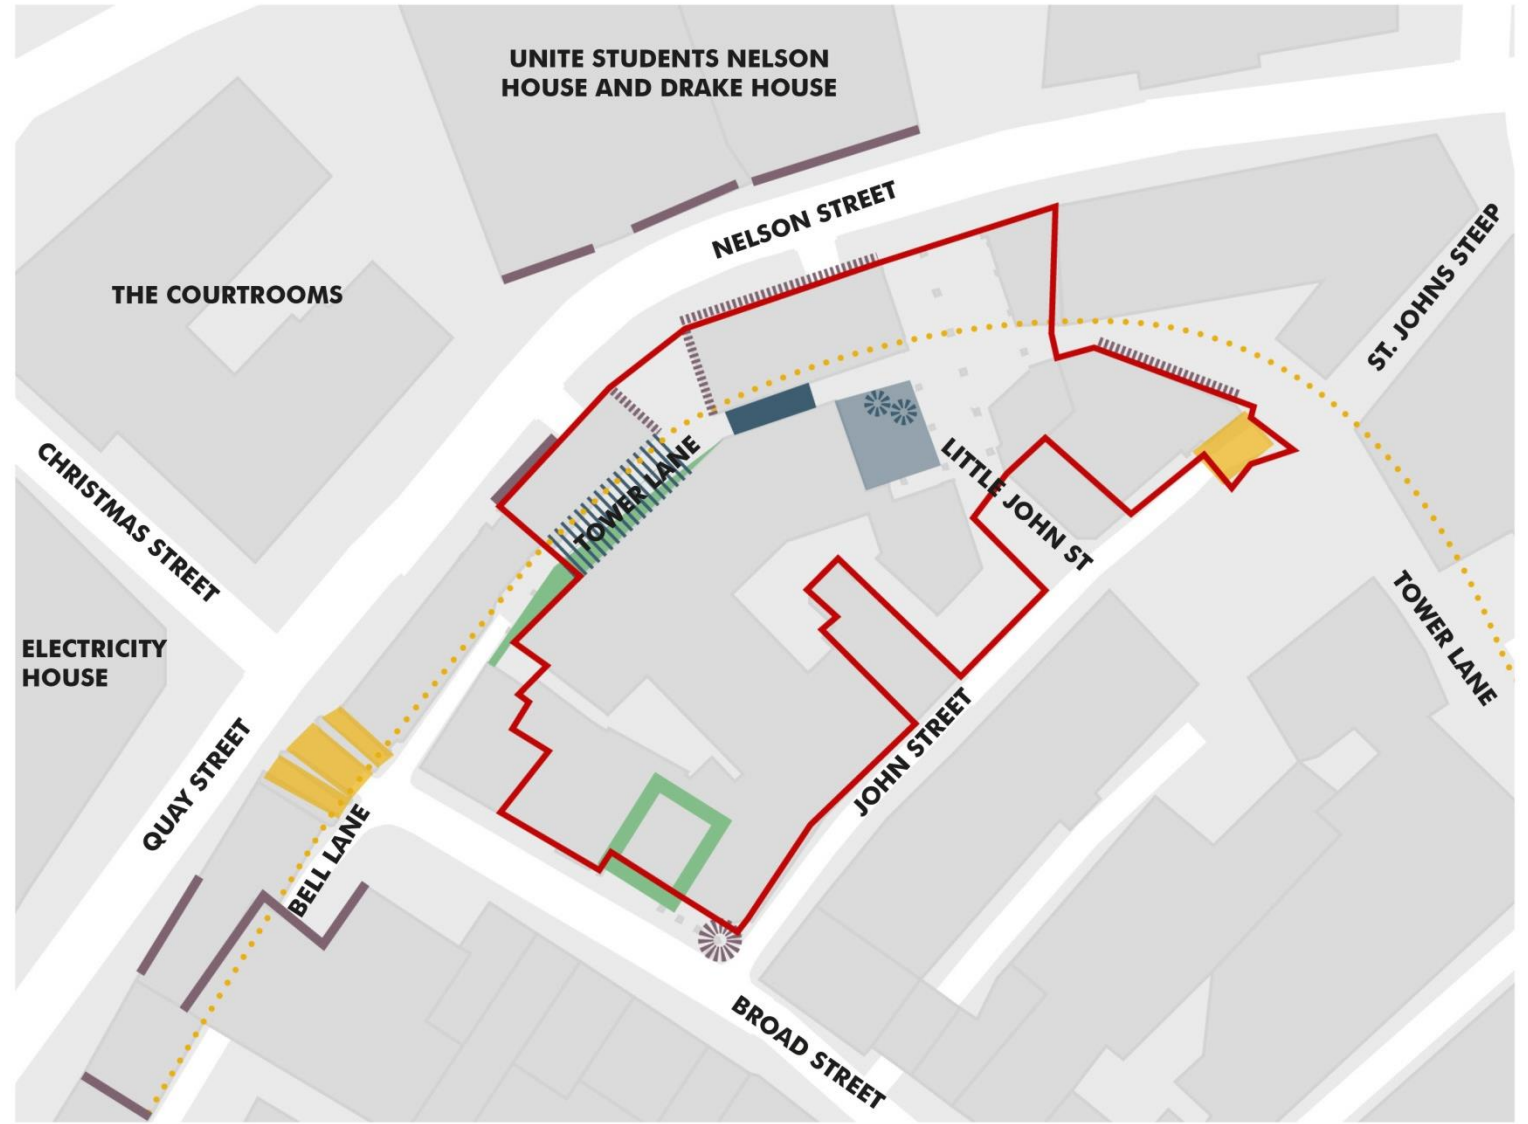 UNITE STUDENTS NELSON
HOUSE AND DRAKE HOUSE
NELSON STREET
THE COURTROOMS
ST. JOHNS STEEP
CHRISTMAS STREET
TOWER LANE
LITTLE JOHN ST
ELECTRICITY
HOUSE
TOWER LANE
QUAY STREET
JOHN STREET
BELL LANE
BROAD STREET